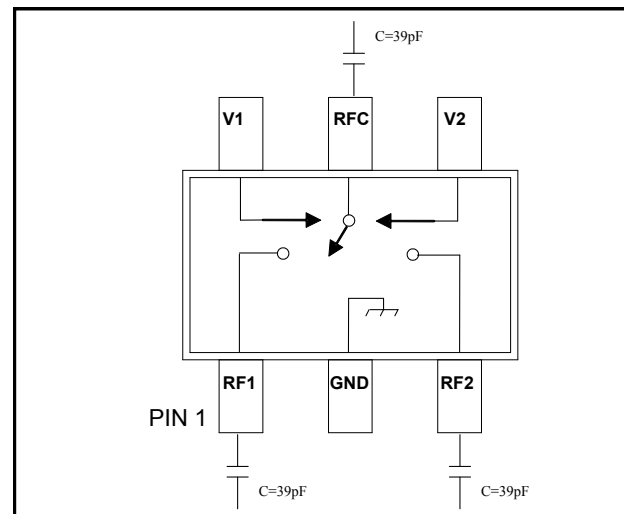 C=39pF
V1
RFC
V2
RF1
GND
RF2
PIN 1
C=39pF
C=39pF